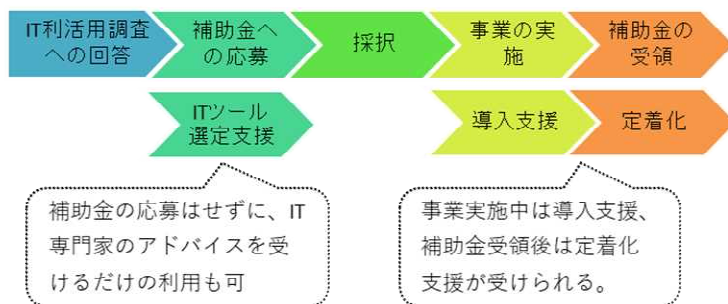 IT利活用調査
への回答
補助金へ
の応募
採択
事業の実
施
補助金の
受領
ITツール
選定支援
導入支援
定着化
補助金の応募はせずに、IT
専門家のアドバイスを受
けるだけの利用も可
事業実施中は導入支援、
補助金受領後は定着化
支援が受けられる。